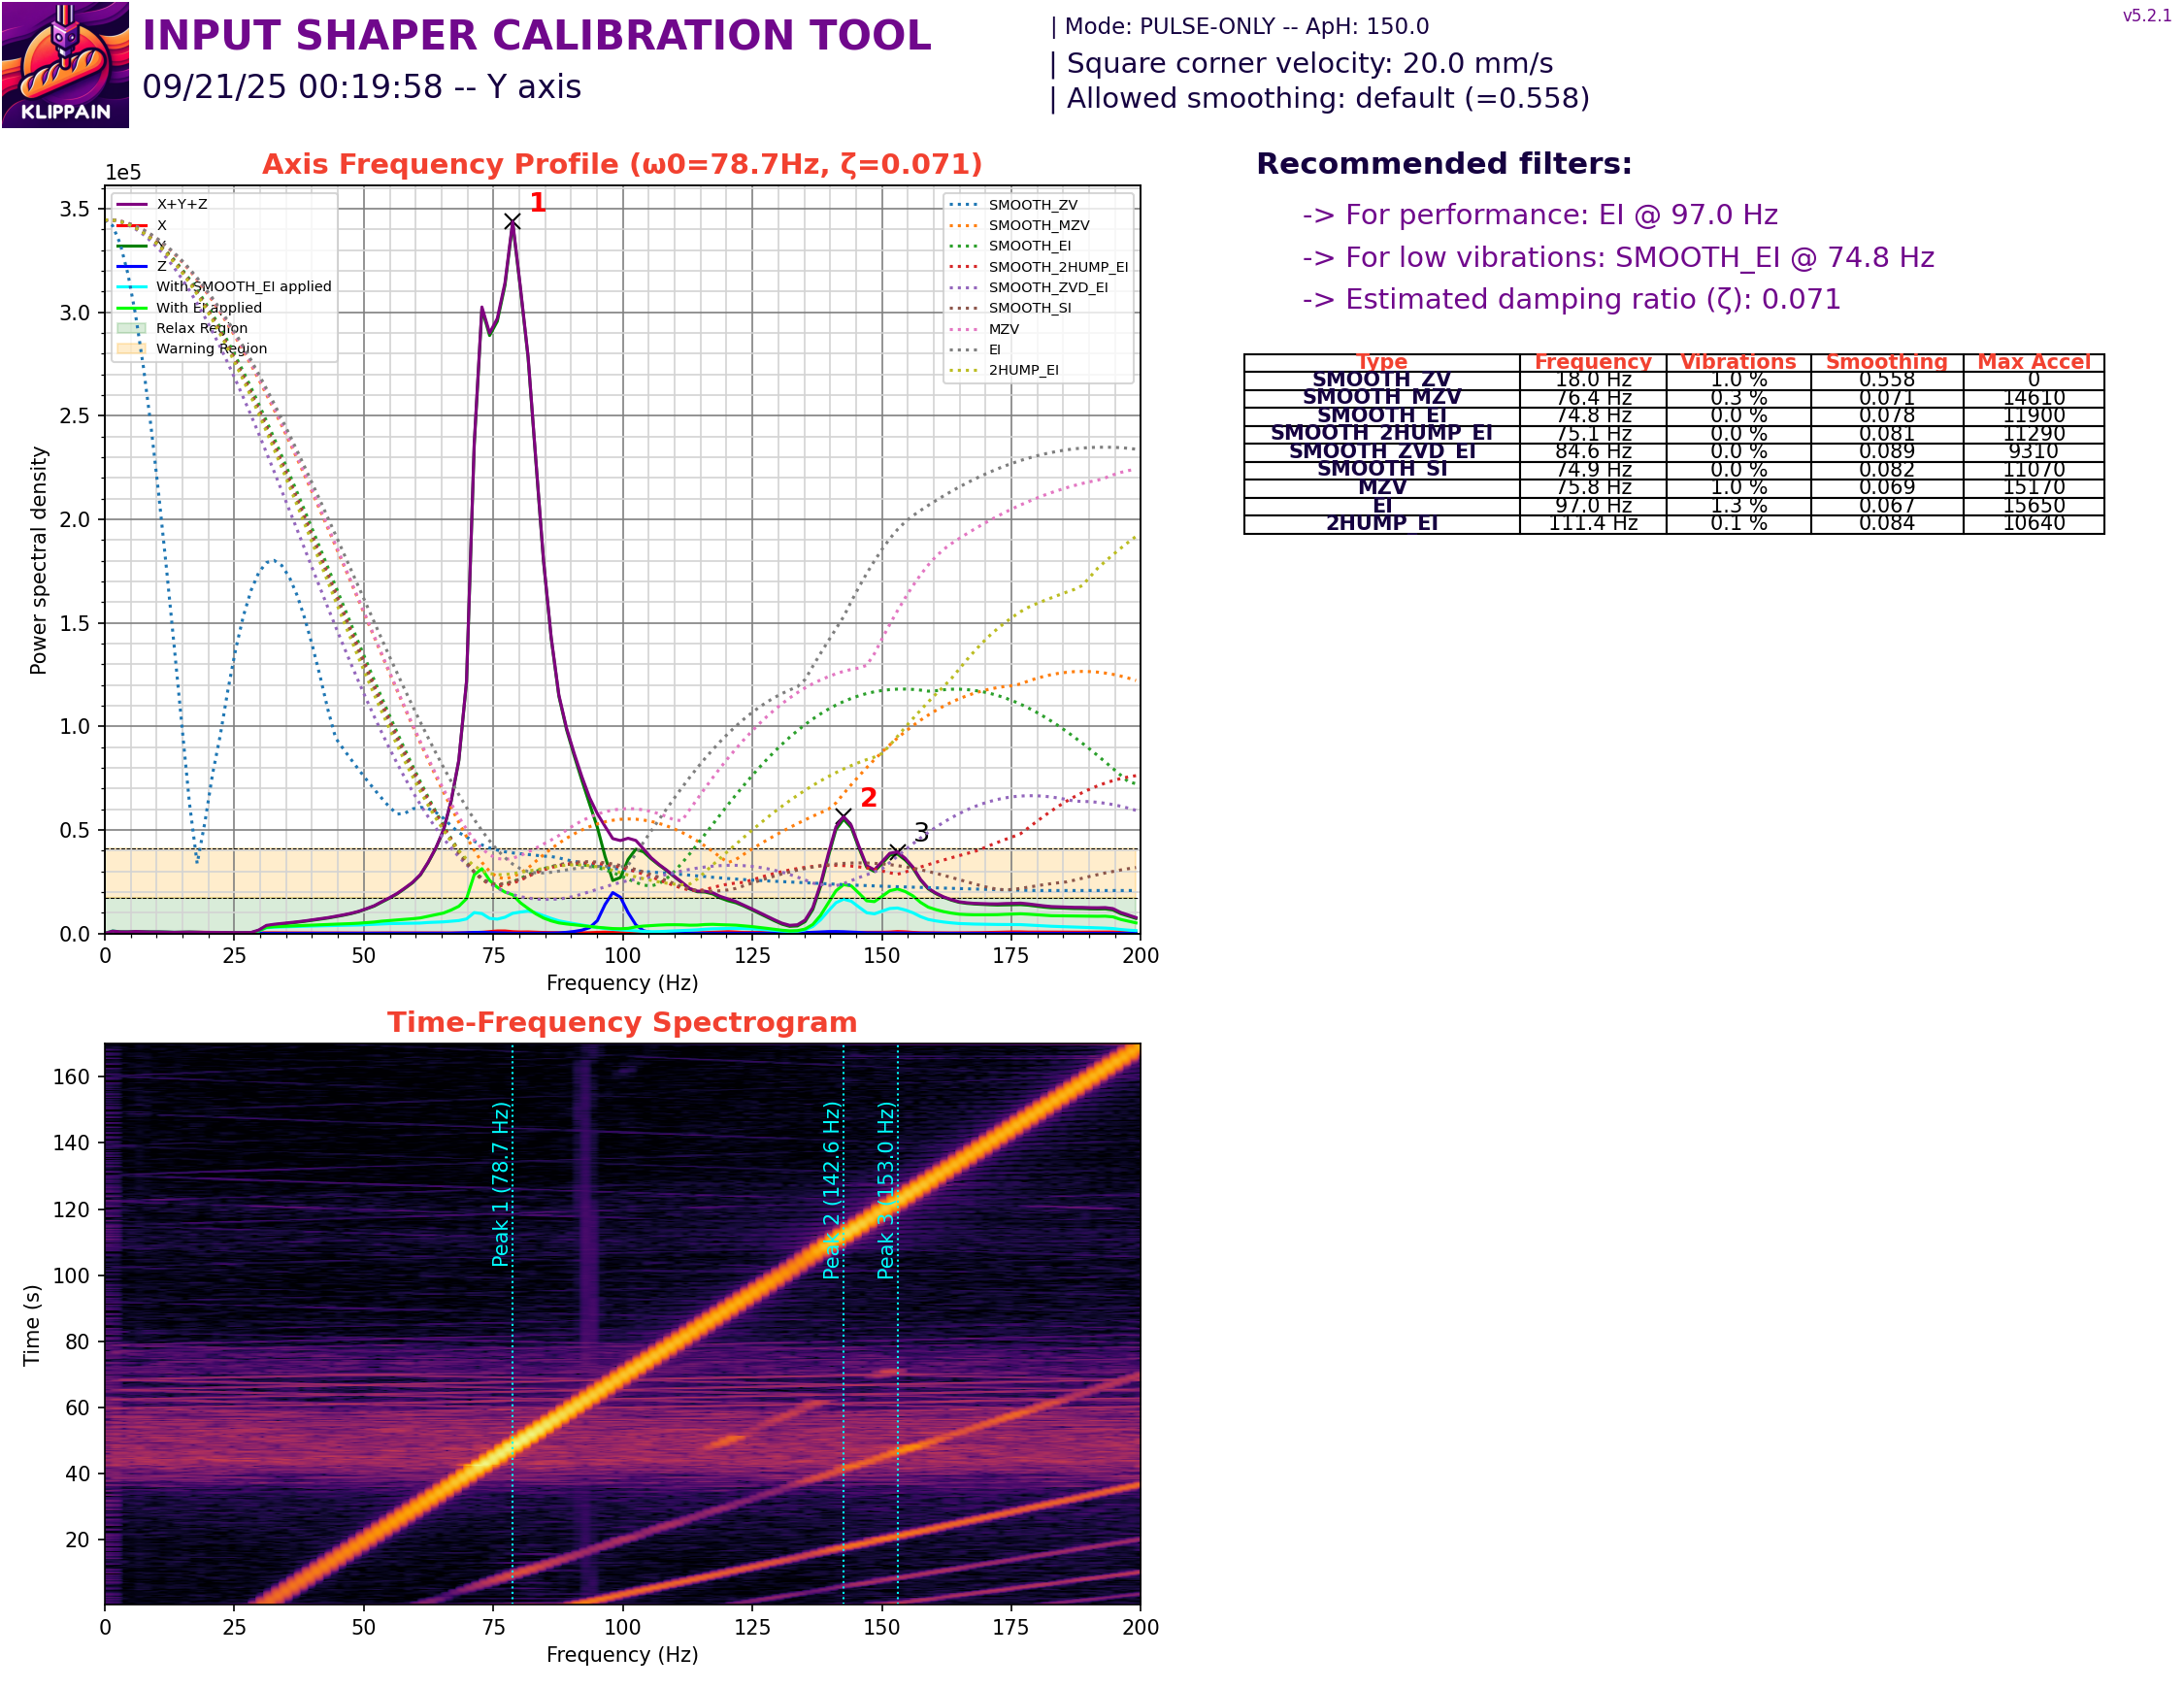 v5.2.1
KLIPPAIN
INPUT SHAPER CALIBRATION TOOL
09/21/25 00:19:58 -- Y axis
| Mode: PULSE-ONLY -- ApH: 150.0
| Square corner velocity: 20.0 mm/s
| Allowed smoothing: default (=0.558)
Axis Frequency Profile (ω0=78.7Hz, ζ=0.071)
1e5
3.5
3.0
2.5
2.0
1.5
1.0
0.5
0.0
Power spectral density
X+Y+Z
X
Y
Z
With SMOOTH_EI applied
With EI applied
Relax Region
Warning Region
SMOOTH_ZV
SMOOTH_MZV
SMOOTH_EI
SMOOTH_2HUMP_EI
SMOOTH_ZVD_EI
SMOOTH_SI
MZV
EI
2HUMP_EI
1
2
3
0 25 50 75 100 125 150 175 200
Frequency (Hz)
Recommended filters:
-> For performance: EI @ 97.0 Hz
-> For low vibrations: SMOOTH_EI @ 74.8 Hz
-> Estimated damping ratio (ζ): 0.071
Type Frequency Vibrations Smoothing Max Accel
SMOOTH_ZV 18.0 Hz 1.0 % 0.558 0
SMOOTH_MZV 76.4 Hz 0.3 % 0.071 14610
SMOOTH_EI 74.8 Hz 0.0 % 0.078 11900
SMOOTH_2HUMP_EI 75.1 Hz 0.0 % 0.081 11290
SMOOTH_ZVD_EI 84.6 Hz 0.0 % 0.089 9310
SMOOTH_SI 74.9 Hz 0.0 % 0.082 11070
MZV 75.8 Hz 1.0 % 0.069 15170
EI 97.0 Hz 1.3 % 0.067 15650
2HUMP_EI 111.4 Hz 0.1 % 0.084 10640
Time-Frequency Spectrogram
160
140
120
100
80
60
40
20
Time (s)
Peak 1 (78.7 Hz)
Peak 2 (142.6 Hz)
Peak 3 (153.0 Hz)
0 25 50 75 100 125 150 175 200
Frequency (Hz)